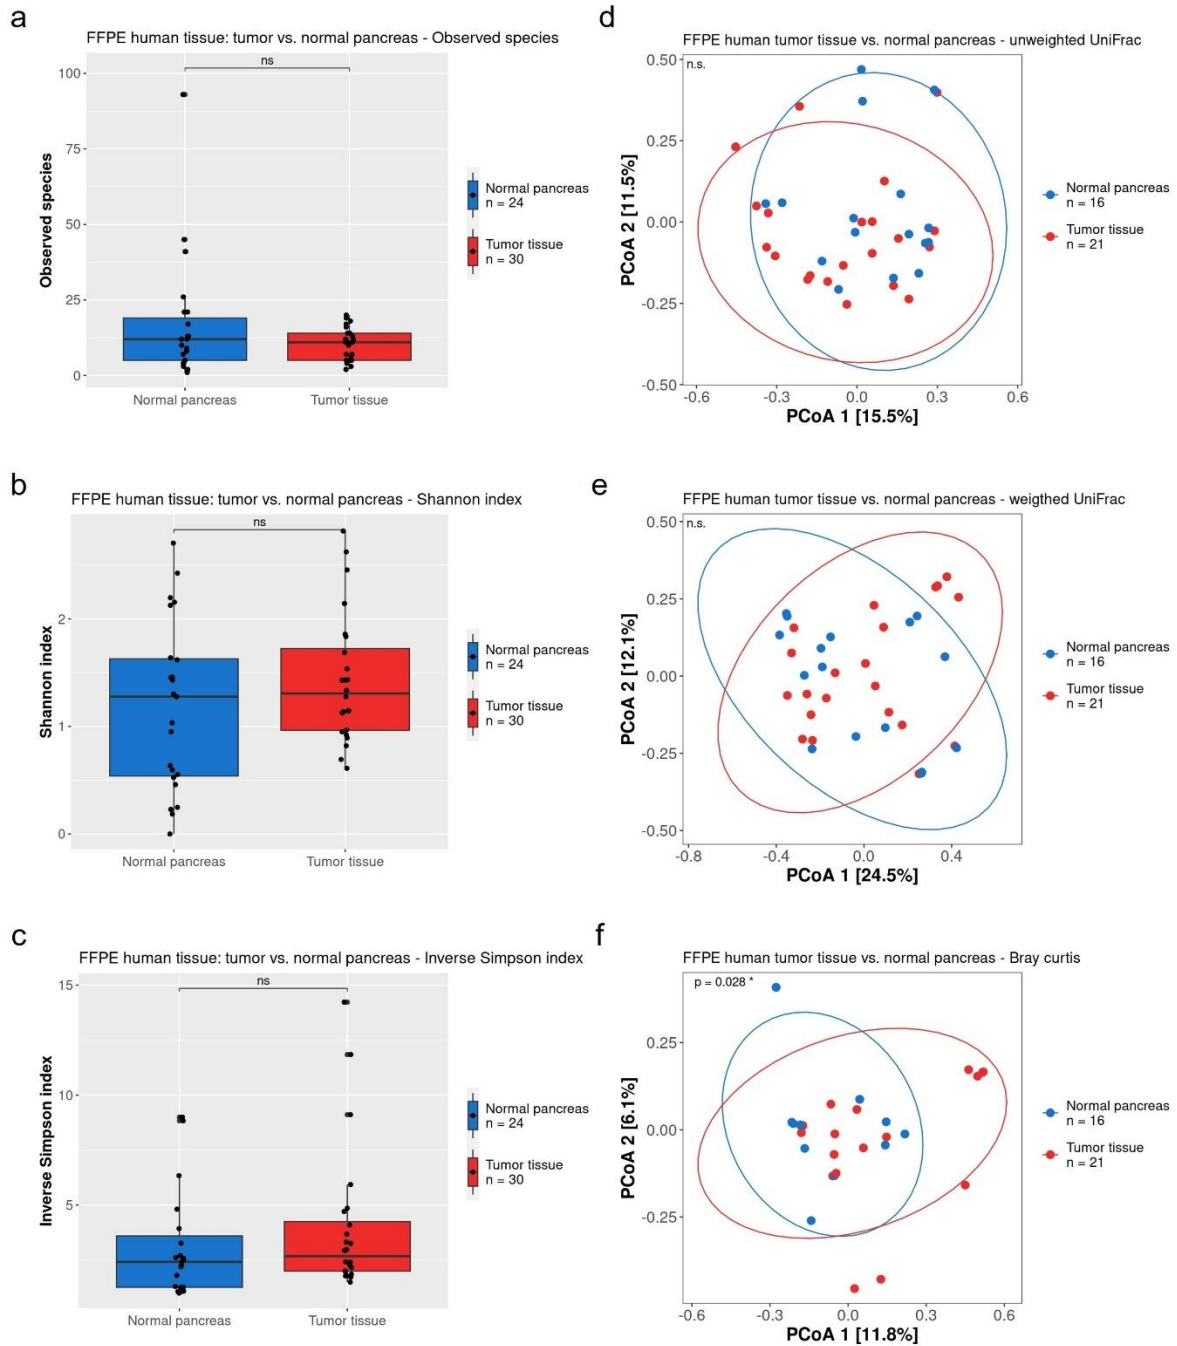 a
FFPE human tissue: tumor vs. normal pancreas - Observed species
ns
100
75
50
25
0
Observed species
Normal pancreas
Tumor tissue
Normal pancreas
n = 24
Tumor tissue
n = 30
d
FFPE human tumor tissue vs. normal pancreas - unweighted UniFrac
n.s.
0.50
0.25
0.00
-0.25
-0.50
PCoA 2 [11.5%]
-0.6
-0.3
0.0
0.3
0.6
PCoA 1 [15.5%]
Normal pancreas
n = 16
Tumor tissue
n = 21
b
FFPE human tissue: tumor vs. normal pancreas - Shannon index
ns
2
1
0
Shannon index
Normal pancreas
Tumor tissue
Normal pancreas
n = 24
Tumor tissue
n = 30
e
FFPE human tumor tissue vs. normal pancreas - weigthed UniFrac
n.s.
0.50
0.25
0.00
-0.25
-0.50
PCoA 2 [12.1%]
-0.8
-0.4
0.0
0.4
PCoA 1 [24.5%]
Normal pancreas
n = 16
Tumor tissue
n = 21
c
FFPE human tissue: tumor vs. normal pancreas - Inverse Simpson index
ns
15
10
5
Inverse Simpson index
Normal pancreas
Tumor tissue
Normal pancreas
n = 24
Tumor tissue
n = 30
f
FFPE human tumor tissue vs. normal pancreas - Bray curtis
p = 0.028 *
0.25
0.00
-0.25
PCoA 2 [6.1%]
-0.6
-0.3
0.0
0.3
0.6
PCoA 1 [11.8%]
Normal pancreas
n = 16
Tumor tissue
n = 21